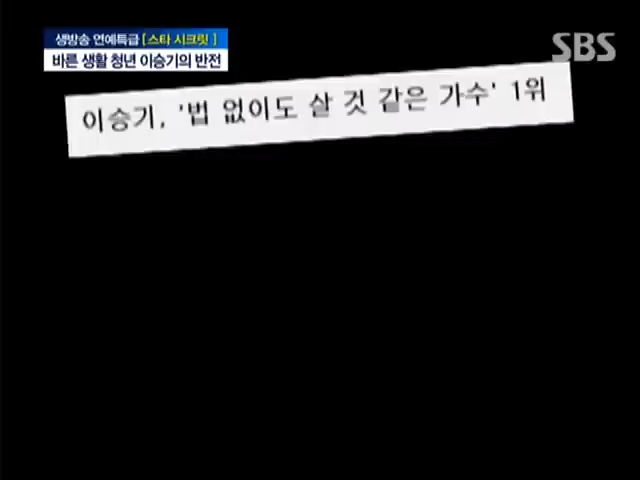 생방송 연예특급 [스타 시크릿]
SBS
바른 생활 청년 이승기의 반전
이승기, '법 없이도 살 것 같은 가수' 1위